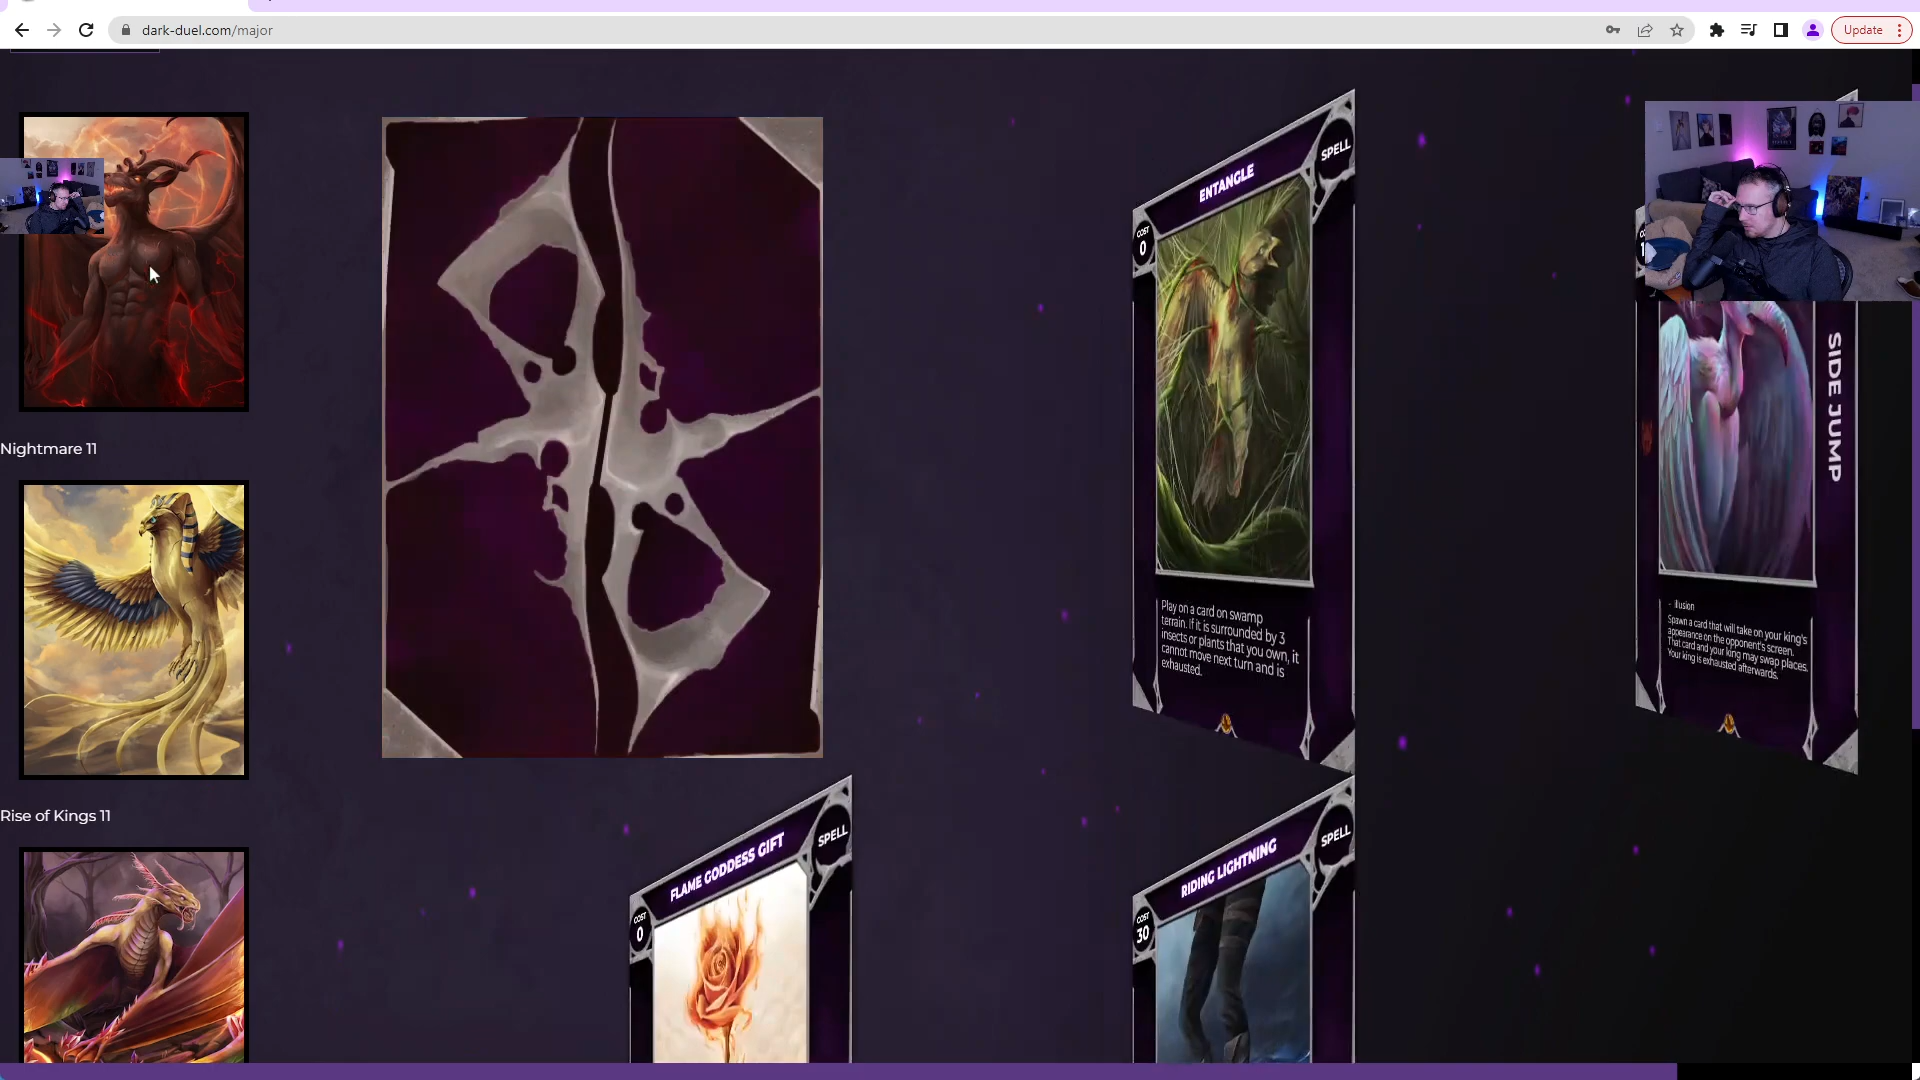 dark-duel.com/major
Update
Nightmare 11
Rise of Kings 11
ENTANGLE
SPELL
COST
0
Play on a card on swamp
terrain. If it is surrounded by 3
insects or plants that you own, it
cannot move next turn and is
exhausted.
SIDE JUMP
- Illusion
Spawn a card that will take on your king's
appearance on the opponent's screen.
That card and your king may swap places.
Your king is exhausted afterwards.
FLAME GODDESS GIFT
SPELL
COST
0
RIDING LIGHTNING
SPELL
COST
30